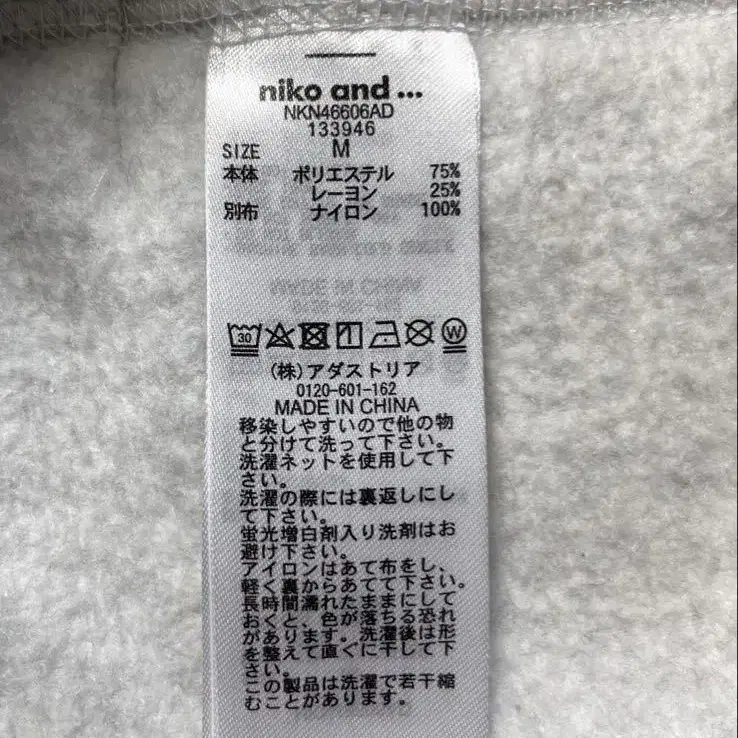 niko and ...
NKN46606AD
133946
SIZE M
本体 ポリエステル 75%
レーヨン 25%
別布 ナイロン 100%
30 W
(株)アダストリア
0120-601-162
MADE IN CHINA
移染しやすいので他の物
と分けて洗って下さい。
洗濯ネットを使用して下
さい。
洗濯の際には裏返しにし
て下さい。
蛍光増白剤入り洗剤はお
避け下さい。
アイロンはあて布をし、
軽く裏からあてて下さい。
長時間濡れたままにして
おくと、色が落ちる恐れ
があります。洗濯後は形
を整えて直ぐに干して下
さい。
この製品は洗濯で若干縮
むことがあります。